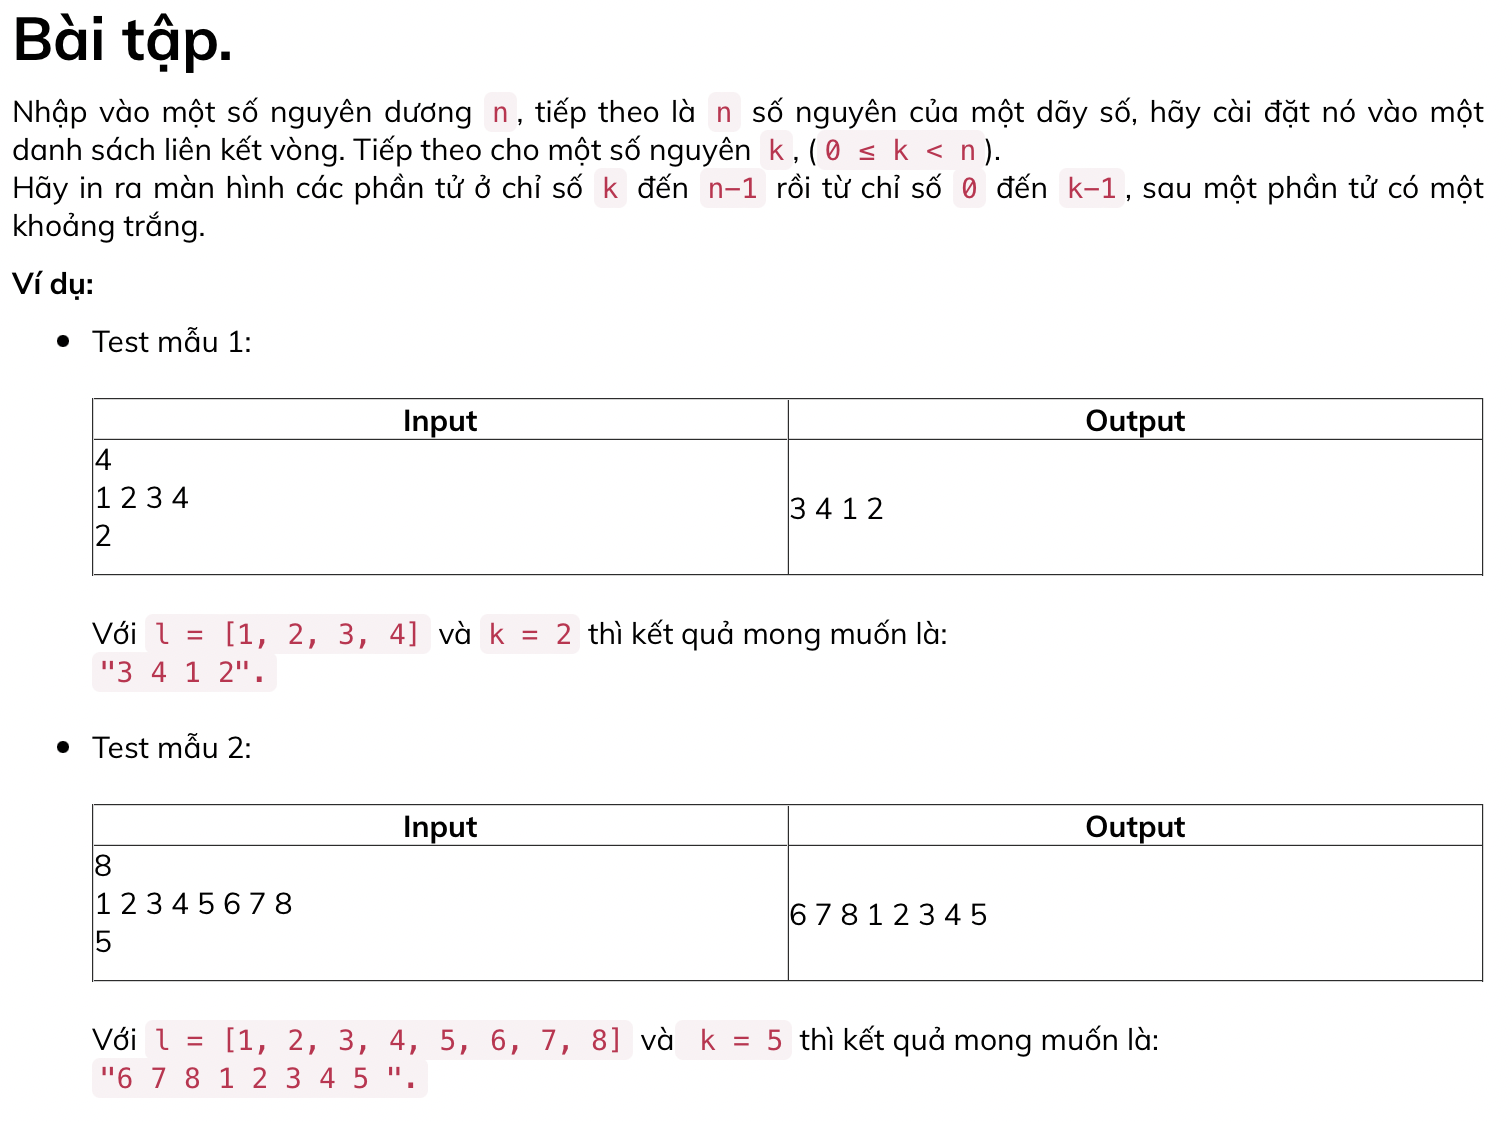 Bài tập.
Nhập vào một số nguyên dương n, tiếp theo là n số nguyên của một dãy số, hãy cài đặt nó vào một
danh sách liên kết vòng. Tiếp theo cho một số nguyên k, (0 ≤ k < n).
Hãy in ra màn hình các phần tử ở chỉ số k đến n-1 rồi từ chỉ số 0 đến k-1, sau một phần tử có một
khoảng trắng.
Ví dụ:
Test mẫu 1:
Input Output
4
1 2 3 4
3 4 1 2
2
Với l = [1, 2, 3, 4] và k = 2 thì kết quả mong muốn là:
"3 4 1 2".
Test mẫu 2:
Input Output
8
1 2 3 4 5 6 7 8
6 7 8 1 2 3 4 5
5
Với l = [1, 2, 3, 4, 5, 6, 7, 8] và k = 5 thì kết quả mong muốn là:
"6 7 8 1 2 3 4 5 ".